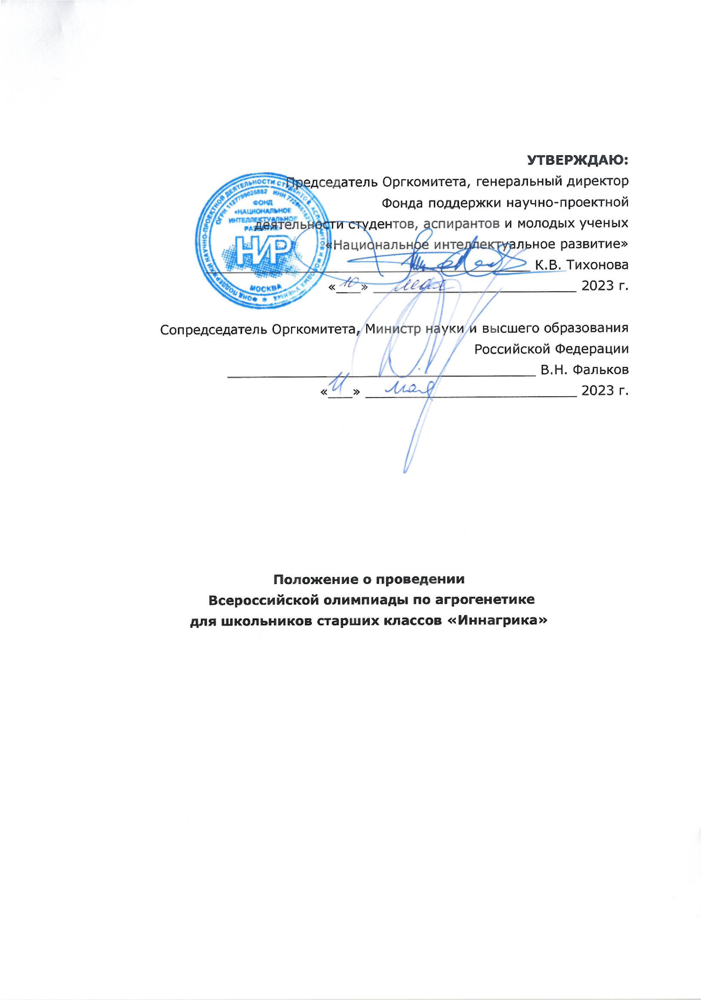 УТВЕРЖДАЮ:
Председатель Оргкомитета, генеральный директор
Фонда поддержки научно-проектной
деятельности студентов, аспирантов и молодых ученых
«Национальное интеллектуальное развитие»
К.В. Тихонова
«10» мая 2023 г.
ФОНД ПОДДЕРЖКИ НАУЧНО-ПРОЕКТНОЙ ДЕЯТЕЛЬНОСТИ СТУДЕНТОВ, АСПИРАНТОВ И МОЛОДЫХ УЧЕНЫХ
ОГРН 1127799026882 ИНН
ФОНД
«НАЦИОНАЛЬНОЕ
ИНТЕЛЛЕКТУАЛЬНОЕ
РАЗВИТИЕ»
НИР
МОСКВА
Сопредседатель Оргкомитета, Министр науки и высшего образования
Российской Федерации
В.Н. Фальков
«11» мая 2023 г.
Положение о проведении
Всероссийской олимпиады по агрогенетике
для школьников старших классов «Иннагрика»